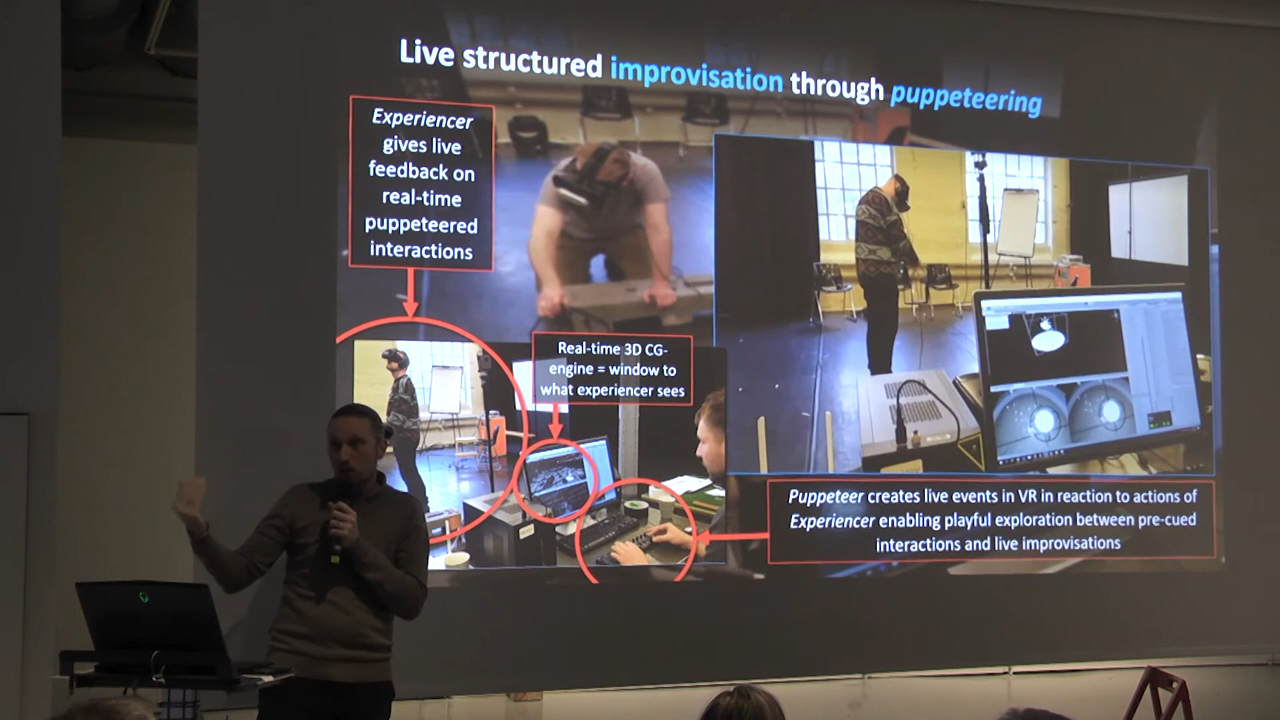 Live structured improvisation through puppeteering
Experiencer
gives live
feedback on
real-time
puppeteered
interactions
Real-time 3D CG-
engine = window to
what experiencer sees
Puppeteer creates live events in VR in reaction to actions of
Experiencer enabling playful exploration between pre-cued
interactions and live improvisations